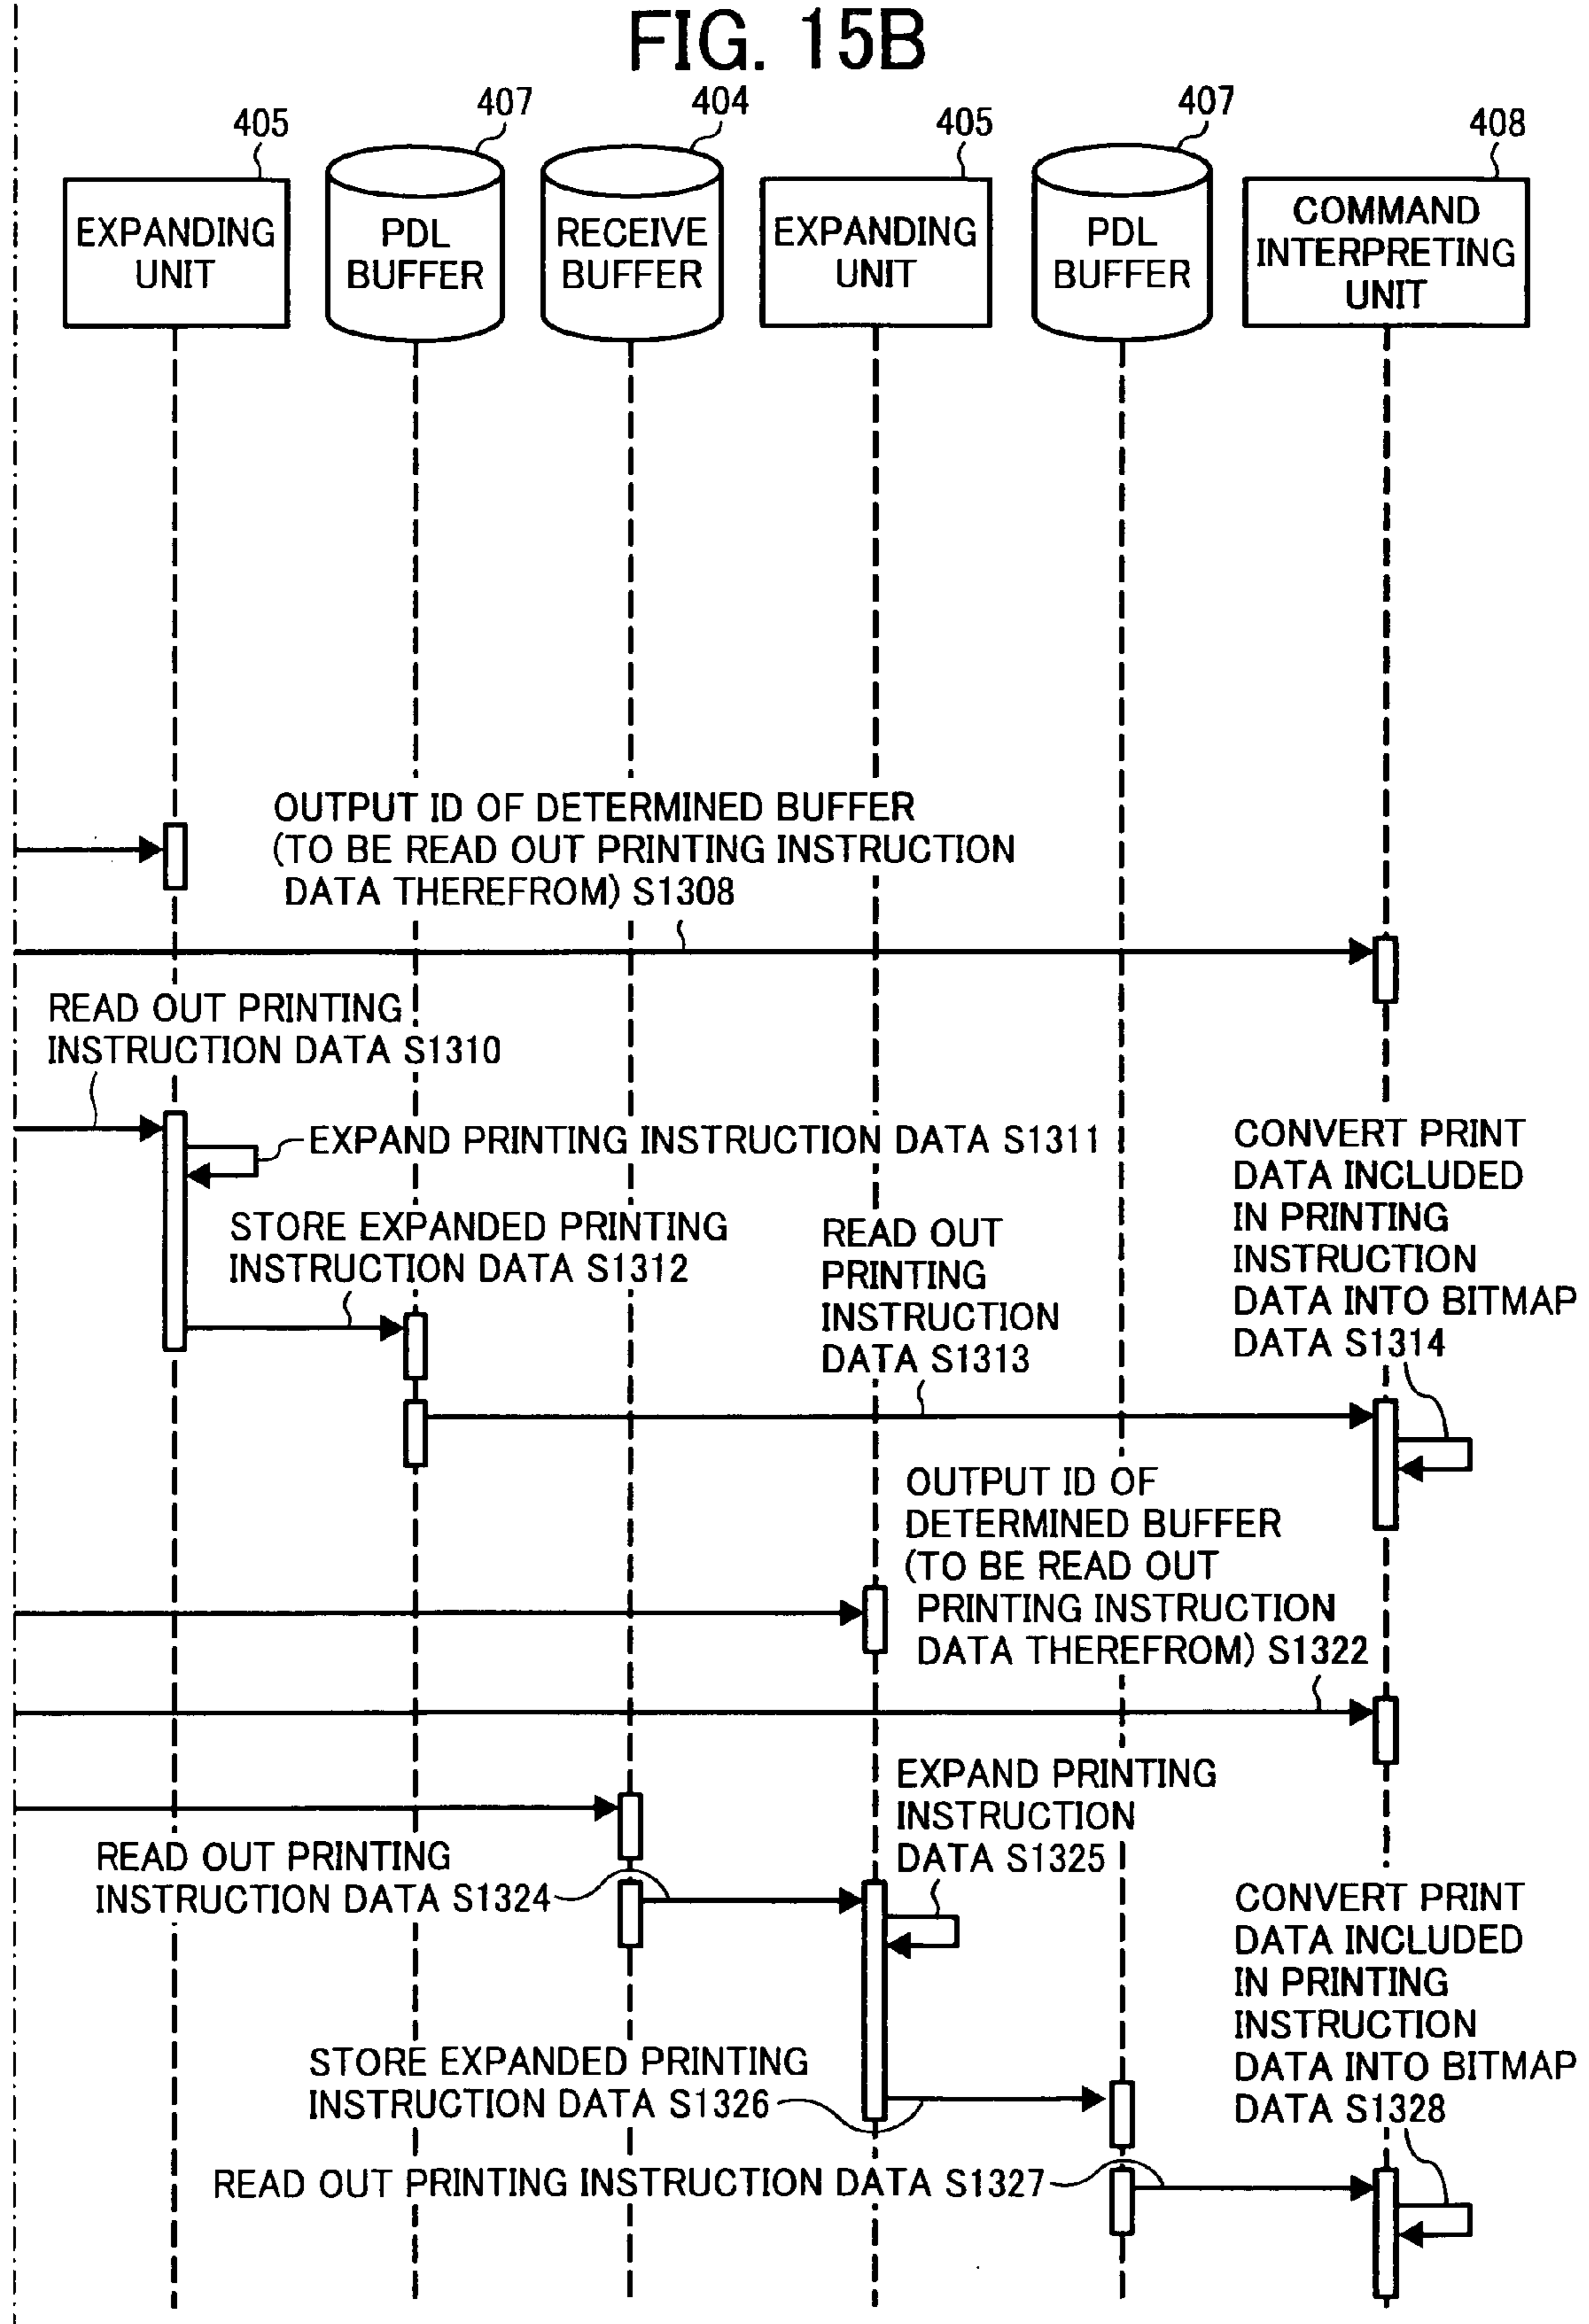 FIG. 15B
405
407
404
405
407
408
EXPANDING
UNIT
PDL
BUFFER
RECEIVE
BUFFER
EXPANDING
UNIT
PDL
BUFFER
COMMAND
INTERPRETING
UNIT
OUTPUT ID OF DETERMINED BUFFER
(TO BE READ OUT PRINTING INSTRUCTION
DATA THEREFROM) S1308
READ OUT PRINTING
INSTRUCTION DATA S1310
EXPAND PRINTING INSTRUCTION DATA S1311
STORE EXPANDED PRINTING
INSTRUCTION DATA S1312
READ OUT
PRINTING
INSTRUCTION
DATA S1313
CONVERT PRINT
DATA INCLUDED
IN PRINTING
INSTRUCTION
DATA INTO BITMAP
DATA S1314
OUTPUT ID OF
DETERMINED BUFFER
(TO BE READ OUT
PRINTING INSTRUCTION
DATA THEREFROM) S1322
EXPAND PRINTING
INSTRUCTION
DATA S1325
READ OUT PRINTING
INSTRUCTION DATA S1324
CONVERT PRINT
DATA INCLUDED
IN PRINTING
INSTRUCTION
DATA INTO BITMAP
DATA S1328
STORE EXPANDED PRINTING
INSTRUCTION DATA S1326
READ OUT PRINTING INSTRUCTION DATA S1327